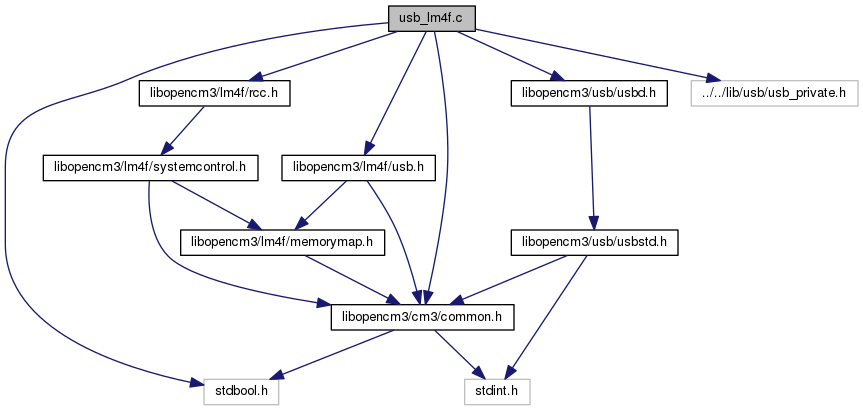 usb_lm4f.c
libopencm3/lm4f/rcc.h
libopencm3/usb/usbd.h
../../lib/usb/usb_private.h
libopencm3/lm4f/systemcontrol.h
libopencm3/lm4f/usb.h
libopencm3/lm4f/memorymap.h
libopencm3/usb/usbstd.h
libopencm3/cm3/common.h
stdbool.h
stdint.h